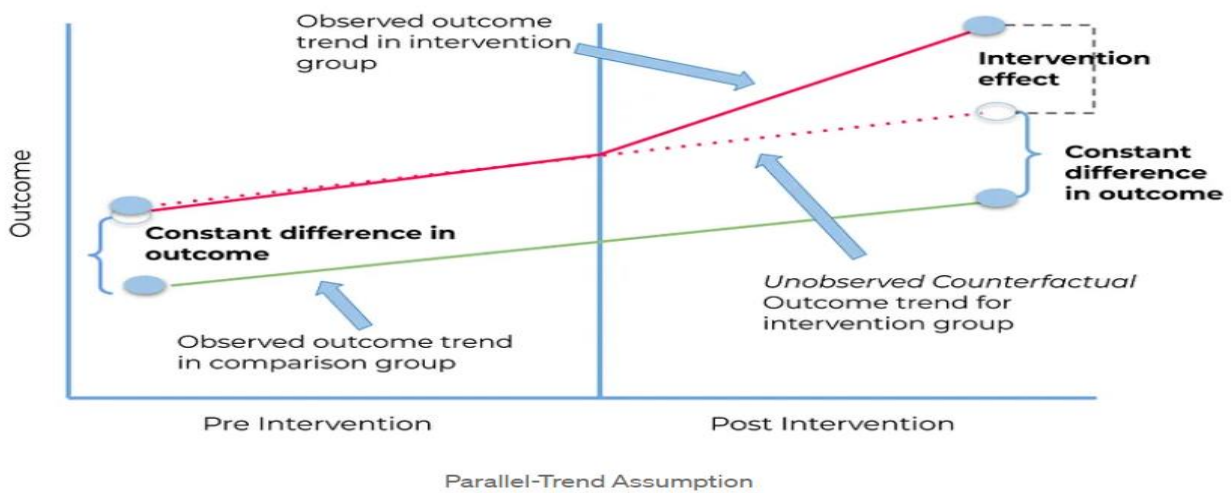 Observed outcome
trend in intervention
group
Intervention
effect
Outcome
Constant
difference
in outcome
Constant difference in
outcome
Unobserved Counterfactual
Outcome trend for
intervention group
Observed outcome trend
in comparison group
Pre Intervention
Post Intervention
Parallel-Trend Assumption